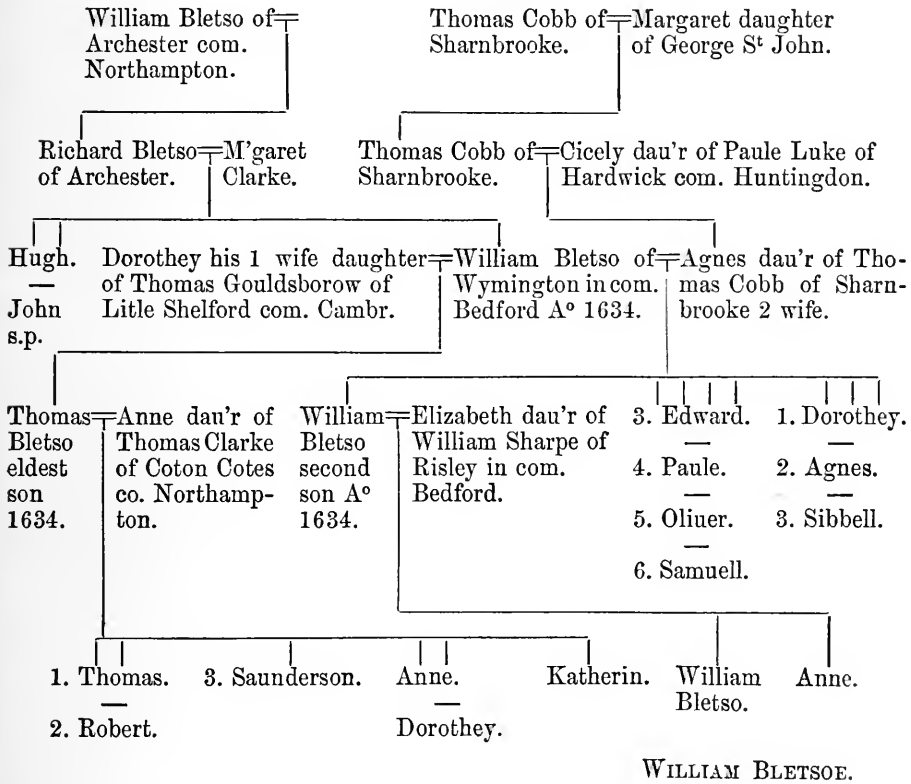 William Bletso of
Archester com.
Northampton.
Thomas Cobb of
Sharnbrooke.
Margaret daughter
of George Sᵗ John.
Richard Bletso
of Archester.
M'garet
Clarke.
Thomas Cobb of
Sharnbrooke.
Cicely dau'r of Paule Luke of
Hardwick com. Huntingdon.
Hugh.
—
John
s.p.
Dorothey his 1 wife daughter
of Thomas Gouldsborow of
Litle Shelford com. Cambr.
William Bletso of
Wymington in com.
Bedford Aº 1634.
Agnes dau'r of Tho-
mas Cobb of Sharn-
brooke 2 wife.
Thomas
Bletso
eldest
son
1634.
Anne dau'r of
Thomas Clarke
of Coton Cotes
co. Northamp-
ton.
William
Bletso
second
son Aº
1634.
Elizabeth dau'r of
William Sharpe of
Risley in com.
Bedford.
3. Edward.
—
4. Paule.
—
5. Oliuer.
—
6. Samuell.
1. Dorothey.
—
2. Agnes.
—
3. Sibbell.
1. Thomas.
—
2. Robert.
3. Saunderson.
Anne.
—
Dorothey.
Katherin.
William
Bletso.
Anne.
WILLIAM BLETSOE.